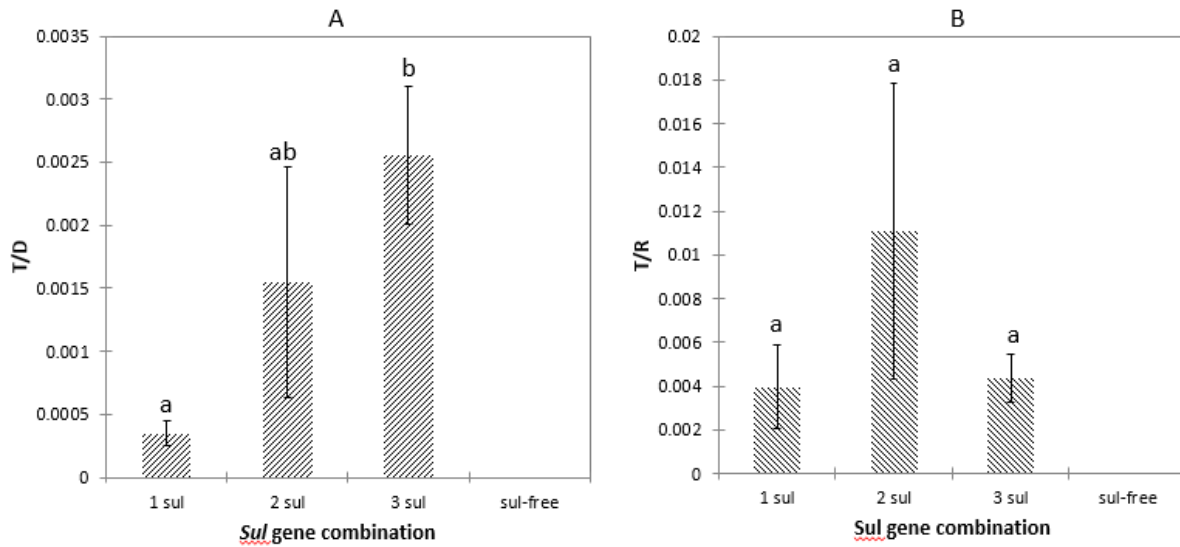 A
0.0035
0.003
0.0025
0.002
0.0015
0.001
0.0005
0
T/D
a
ab
b
1 sul
2 sul
3 sul
sul-free
Sul gene combination
B
0.02
0.018
0.016
0.014
0.012
0.01
0.008
0.006
0.004
0.002
0
T/R
a
a
a
1 sul
2 sul
3 sul
sul-free
Sul gene combination